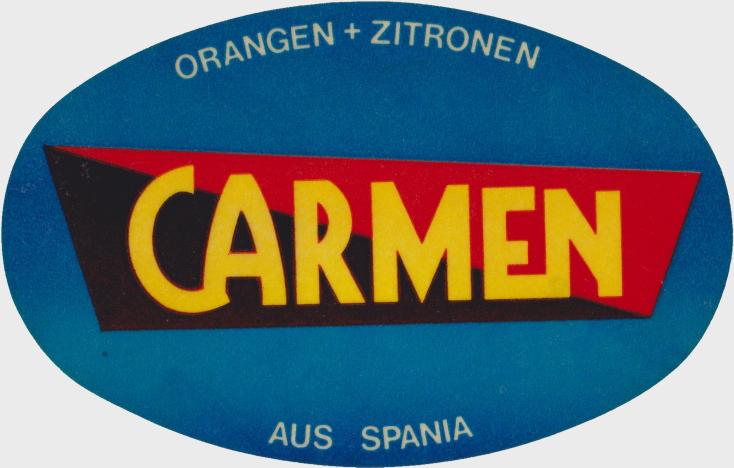 ORANGEN + ZITRONEN
CARMEN
AUS SPANIA